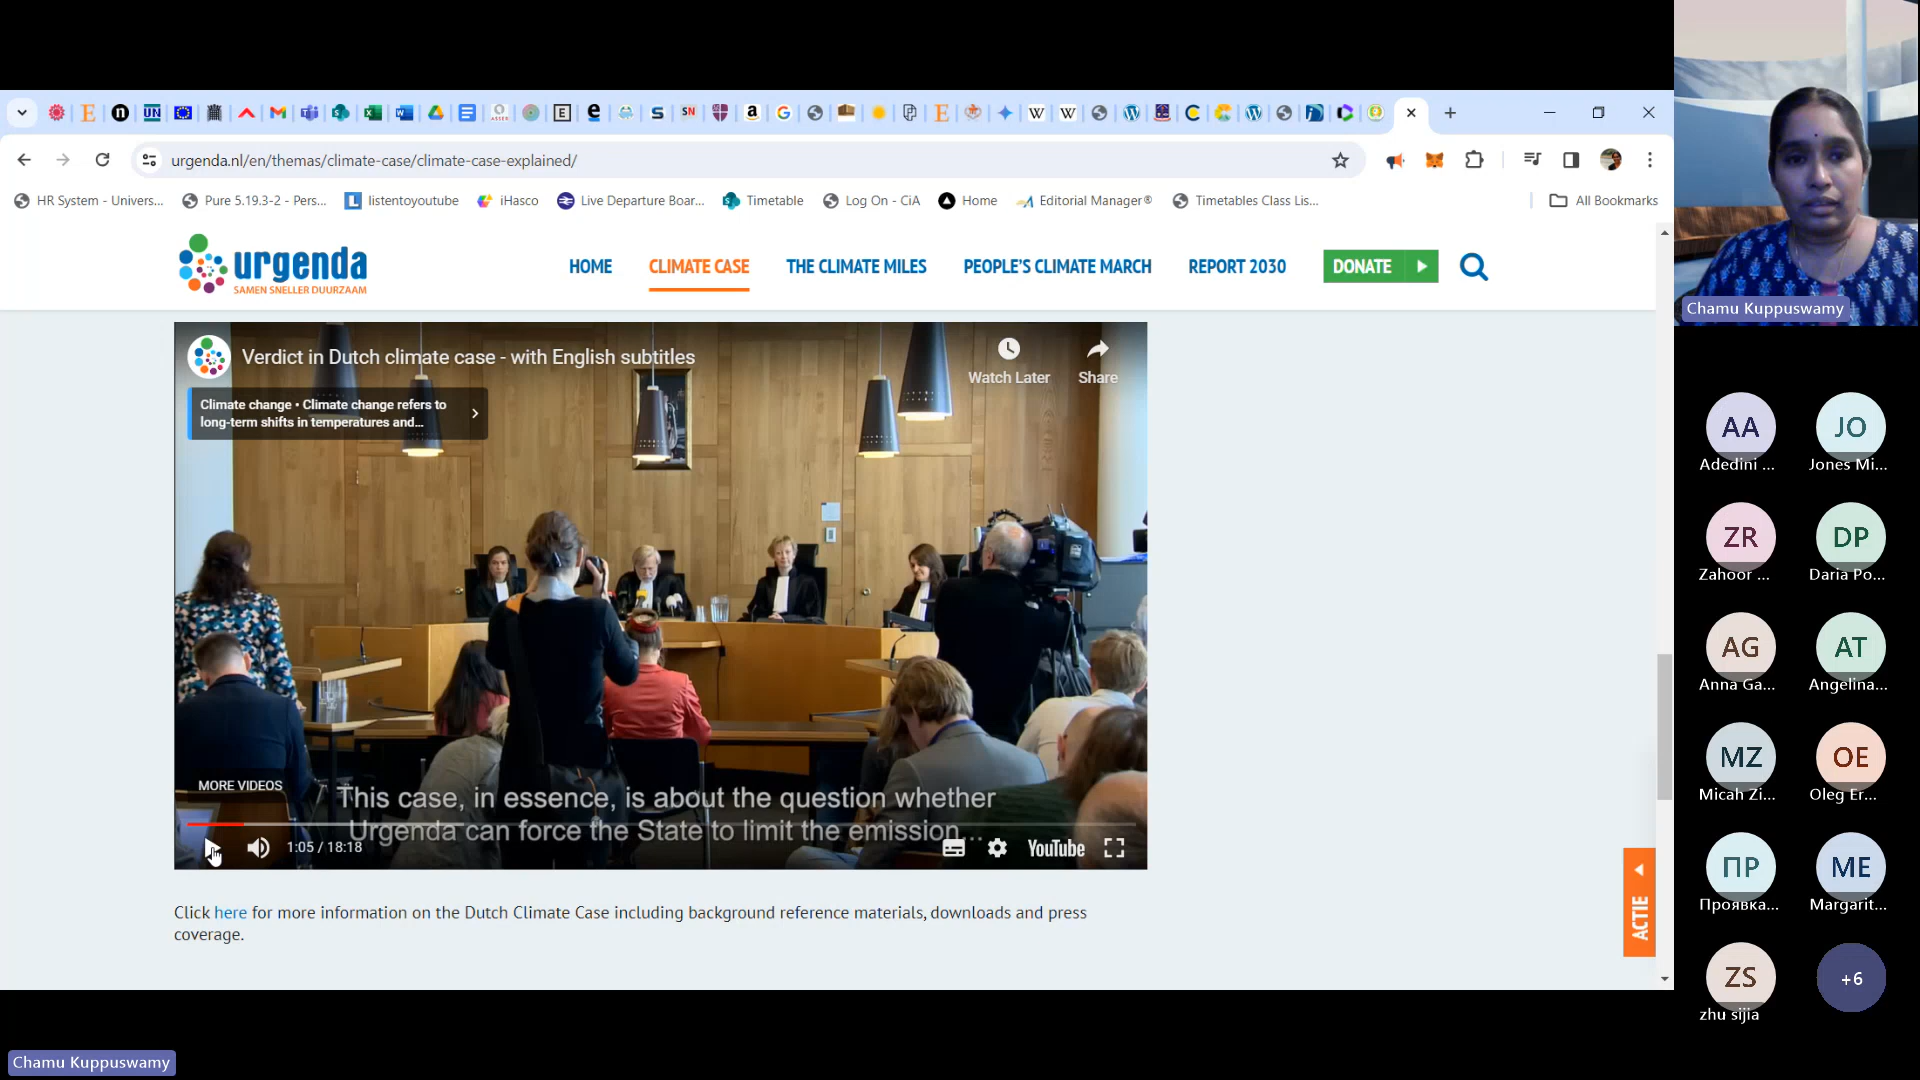 urgenda.nl/en/themas/climate-case/climate-case-explained/
HR System - Univers...
Pure 5.19.3-2 - Pers...
listentoyoutube
iHasco
Live Departure Boar...
Timetable
Log On - CiA
Home
Editorial Manager®
Timetables Class Lis...
All Bookmarks
urgenda
SAMEN SNELLER DUURZAAM
HOME
CLIMATE CASE
THE CLIMATE MILES
PEOPLE'S CLIMATE MARCH
REPORT 2030
DONATE
Verdict in Dutch climate case - with English subtitles
Watch Later
Share
Climate change • Climate change refers to
long-term shifts in temperatures and...
MORE VIDEOS
This case, in essence, is about the question whether
Urgenda can force the State to limit the emission...
1:05 / 18:18
YouTube
Click here for more information on the Dutch Climate Case including background reference materials, downloads and press
coverage.
ACTIE
Chamu Kuppuswamy
AA
Adedini ...
JO
Jones Mi...
ZR
Zahoor ...
DP
Daria Po...
AG
Anna Ga...
AT
Angelina...
MZ
Micah Zi...
OE
Oleg Er...
ПР
Проявка...
ME
Margarit...
ZS
zhu sijia
+6
Chamu Kuppuswamy